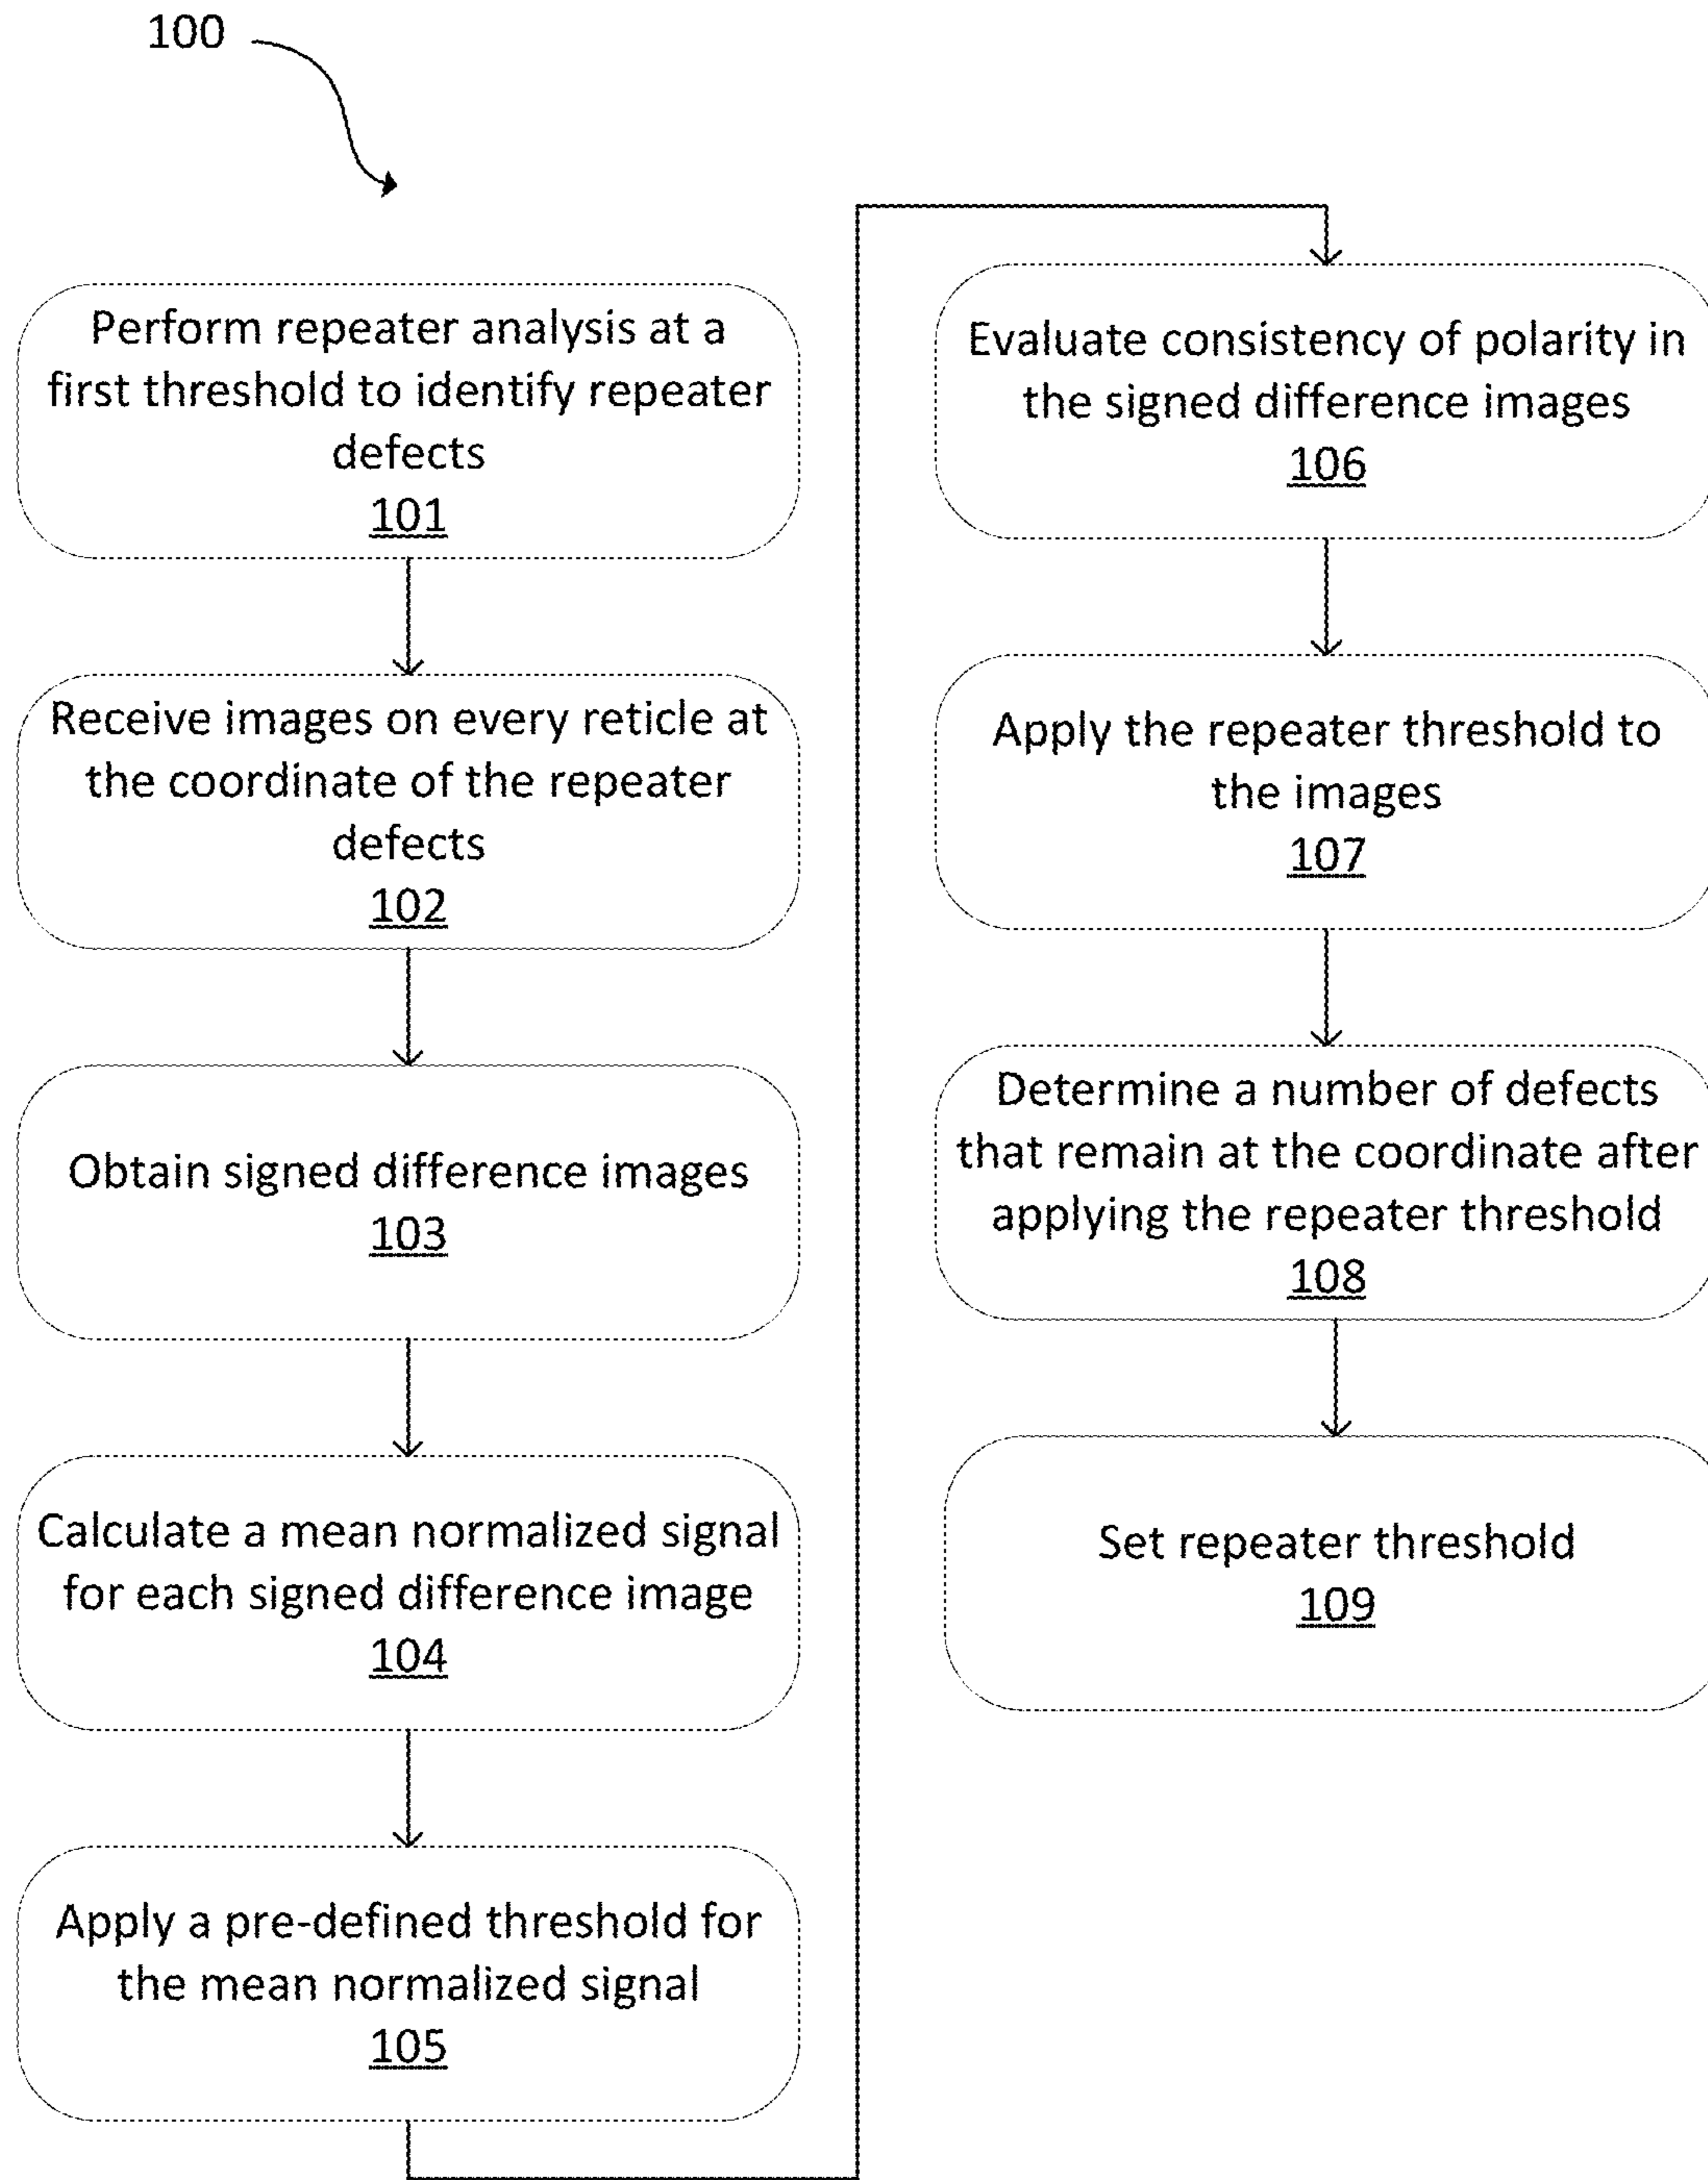 100
Perform repeater analysis at a
first threshold to identify repeater
defects
101
Receive images on every reticle at
the coordinate of the repeater
defects
102
Obtain signed difference images
103
Calculate a mean normalized signal
for each signed difference image
104
Apply a pre-defined threshold for
the mean normalized signal
105
Evaluate consistency of polarity in
the signed difference images
106
Apply the repeater threshold to
the images
107
Determine a number of defects
that remain at the coordinate after
applying the repeater threshold
108
Set repeater threshold
109